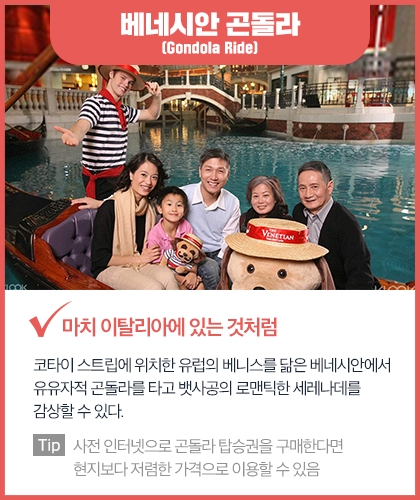 베네시안 곤돌라
(Gondola Ride)
THE
VENETIAN
KLOOK
KLOOK
마치 이탈리아에 있는 것처럼
코타이 스트립에 위치한 유럽의 베니스를 닮은 베네시안에서
유유자적 곤돌라를 타고 뱃사공의 로맨틱한 세레나데를
감상할 수 있다.
Tip 사전 인터넷으로 곤돌라 탑승권을 구매한다면
현지보다 저렴한 가격으로 이용할 수 있음